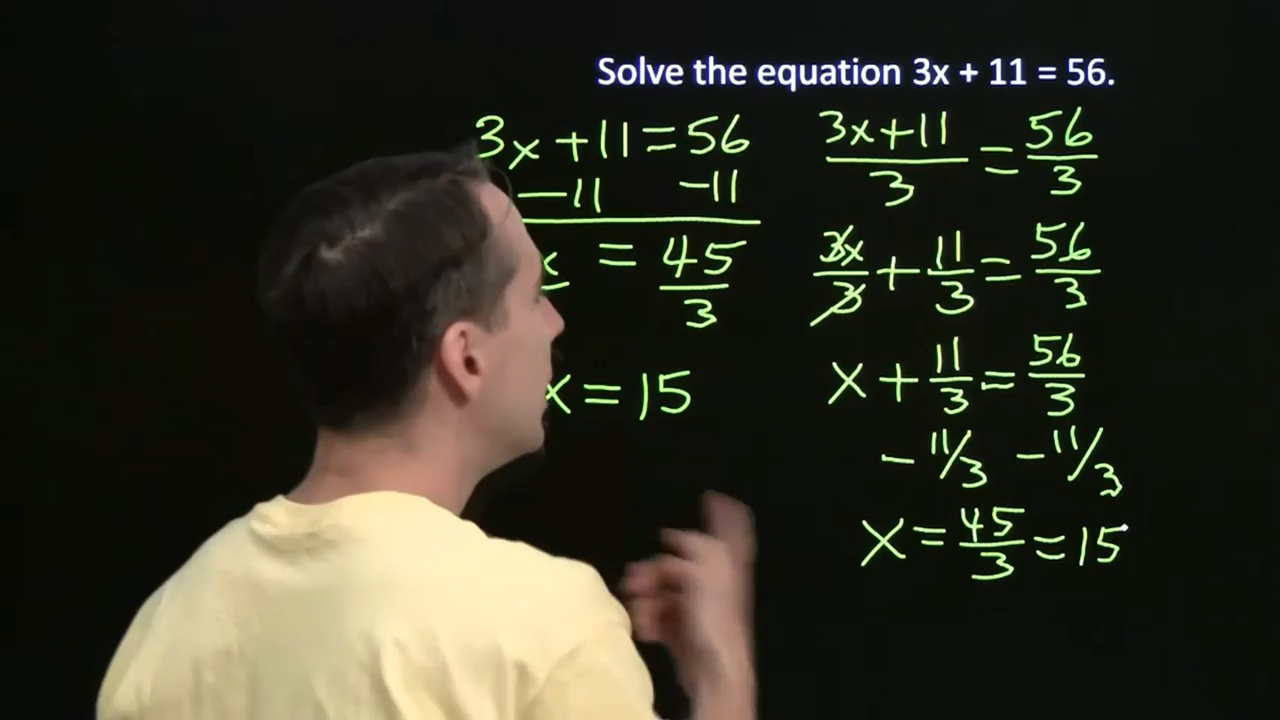 Solve the equation 3x + 11 = 56.
3x + 11 = 56
- 11 - 11
x = 45/3
x = 15
(3x + 11)/3 = 56/3
3x/3 + 11/3 = 56/3
x + 11/3 = 56/3
- 11/3 - 11/3
x = 45/3 = 15